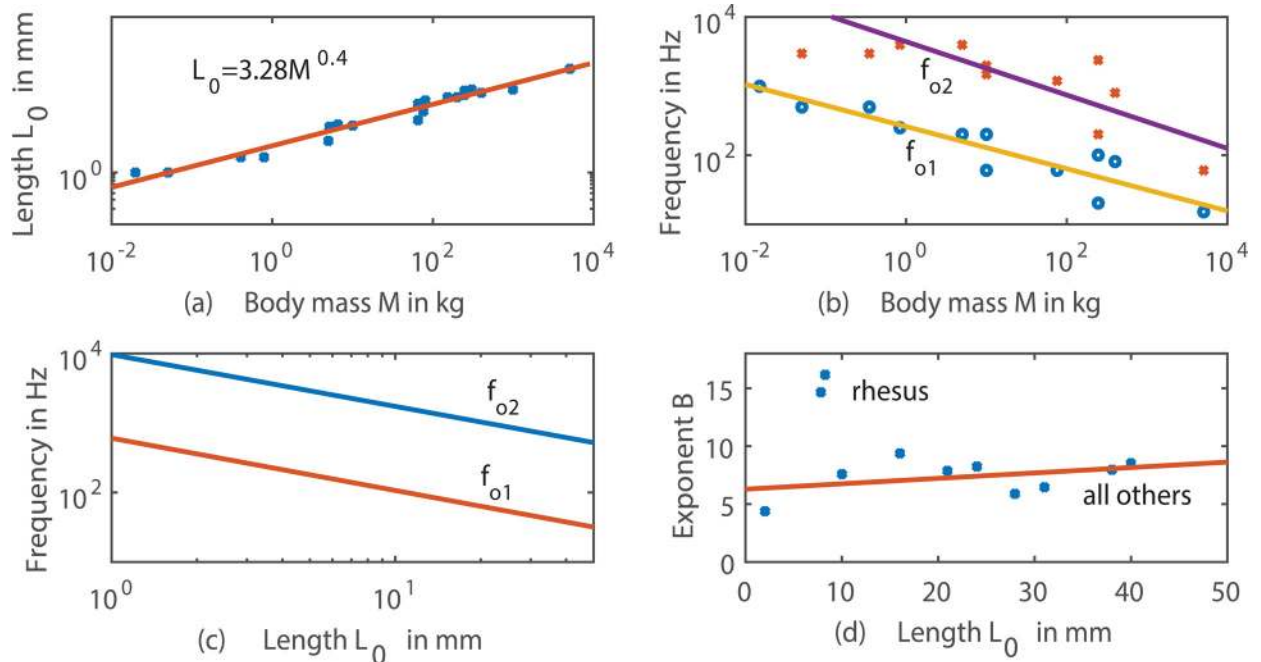 Length L0 in mm
10^0
L0=3.28M^0.4
10^-2 10^0 10^2 10^4
(a) Body mass M in kg
Frequency in Hz
10^4
10^2
fo2
fo1
10^-2 10^0 10^2 10^4
(b) Body mass M in kg
Frequency in Hz
10^4
10^2
fo2
fo1
10^0 10^1
(c) Length L0 in mm
Exponent B
15
10
5
0
rhesus
all others
0 10 20 30 40 50
(d) Length L0 in mm